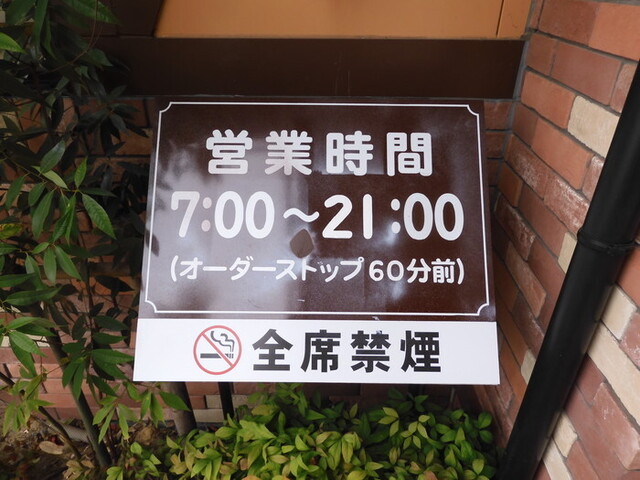 営業時間
7:00～21:00
(オーダーストップ60分前)
全席禁煙